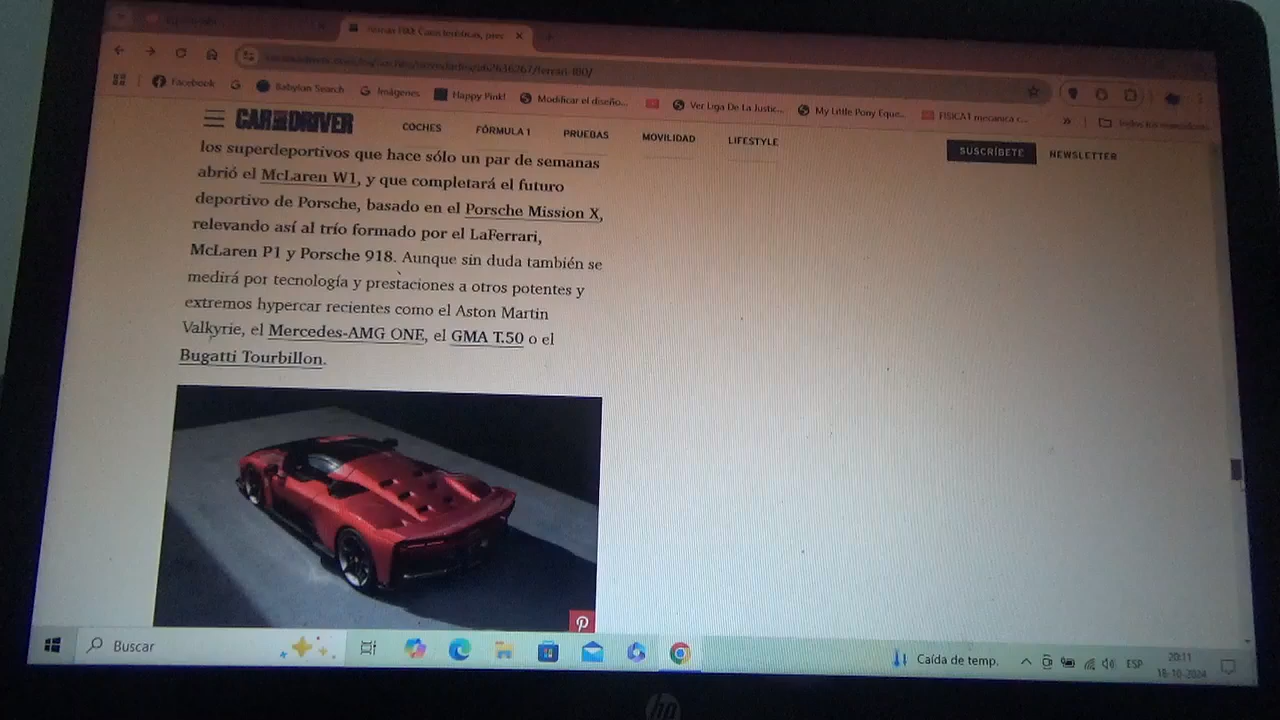 Facebook
G
Babylon Search
G Imágenes
Happy Pink!
Modificar el diseño...
Ver Liga De La Justic...
My Little Pony Eque...
FISICA1 mecanica c...
»
CAR AND DRIVER
COCHES
FÓRMULA 1
PRUEBAS
MOVILIDAD
LIFESTYLE
SUSCRÍBETE
NEWSLETTER
los superdeportivos que hace sólo un par de semanas
abrió el McLaren W1, y que completará el futuro
deportivo de Porsche, basado en el Porsche Mission X,
relevando así al trío formado por el LaFerrari,
McLaren P1 y Porsche 918. Aunque sin duda también se
medirá por tecnología y prestaciones a otros potentes y
extremos hypercar recientes como el Aston Martin
Valkyrie, el Mercedes-AMG ONE, el GMA T.50 o el
Bugatti Tourbillon.
Buscar
Caída de temp.
ESP
20:11
18-10-2024
hp